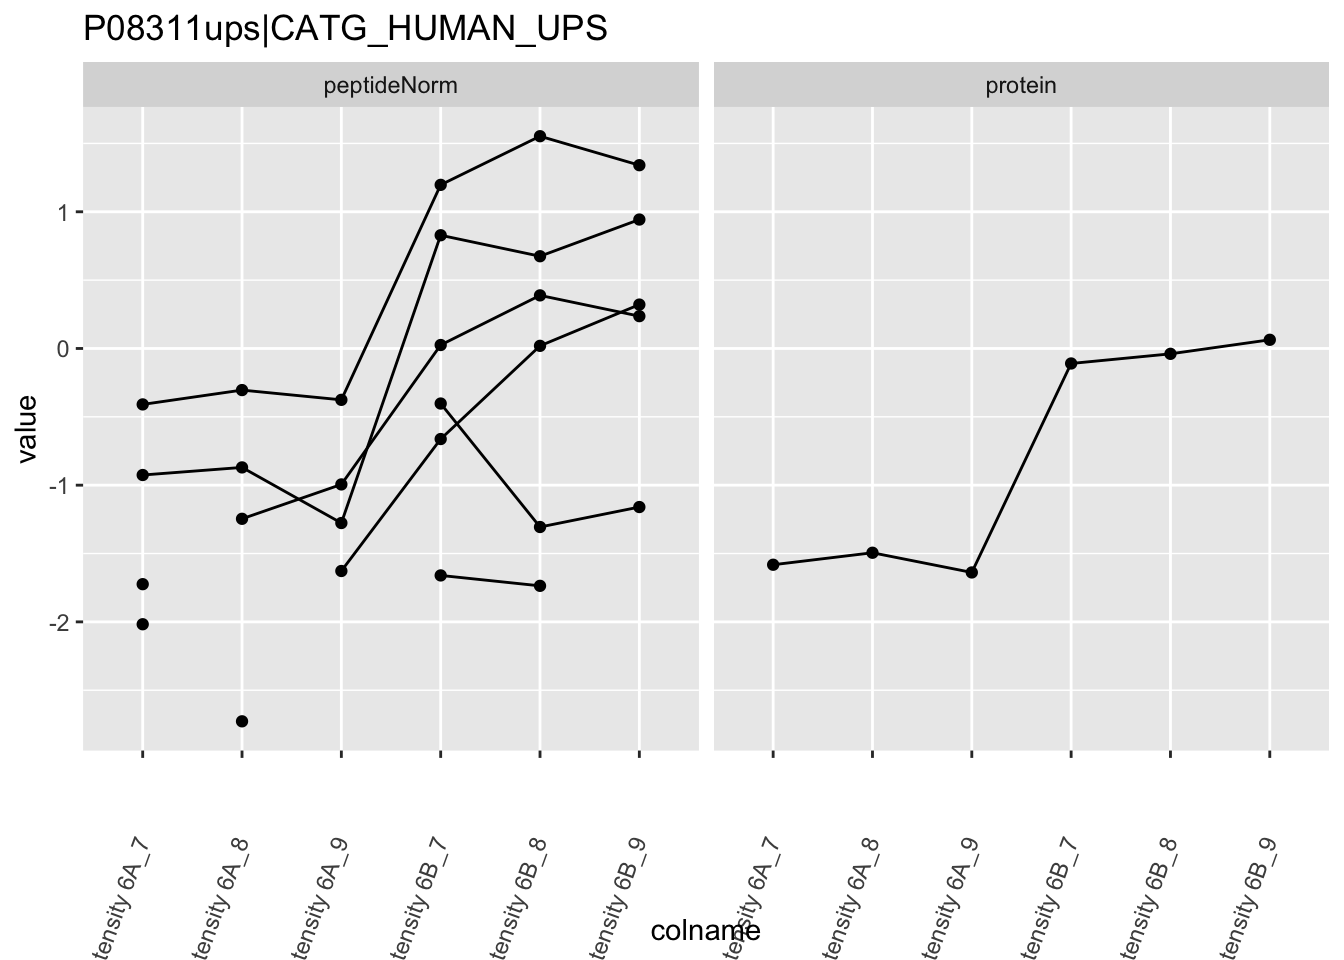 P08311ups|CATG_HUMAN_UPS
peptideNorm
protein
value
1
0
-1
-2
tensity 6A_7
tensity 6A_8
tensity 6A_9
tensity 6B_7
tensity 6B_8
tensity 6B_9
tensity 6A_7
tensity 6A_8
tensity 6A_9
tensity 6B_7
tensity 6B_8
tensity 6B_9
colname